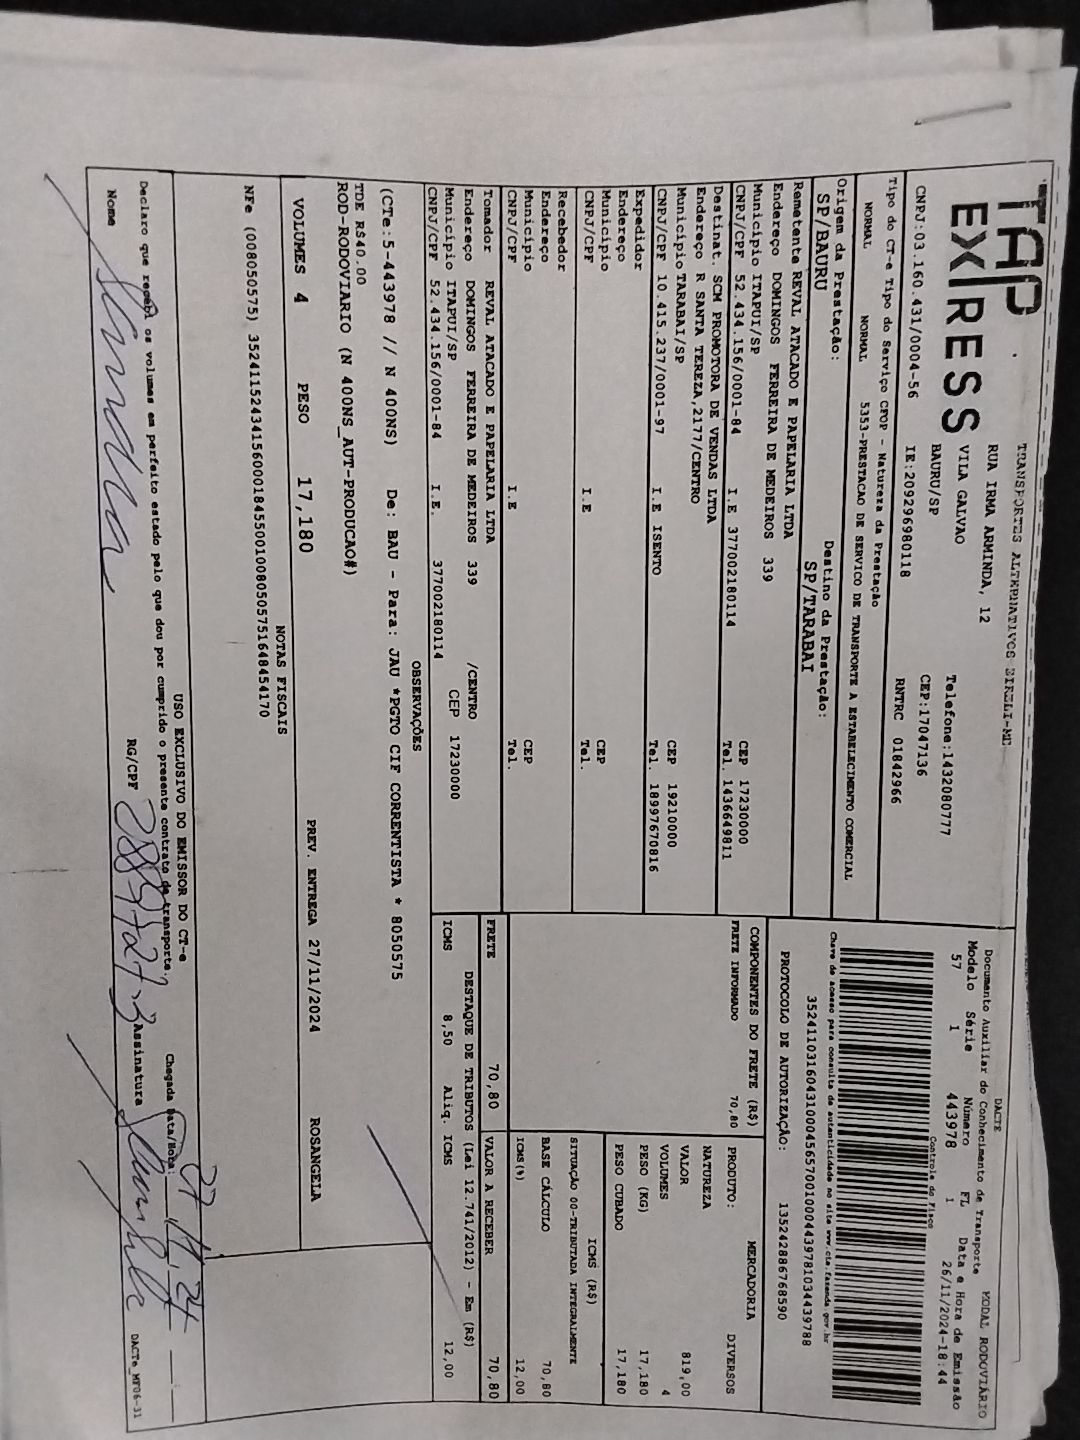 TAP
EXPRESS
TRANSPORTES ALTERNATIVOS EIRELI-ME
RUA IRMA ARMINDA, 12
VILA GALVAO
BAURU/SP
Telefone:1432080777
CEP:17047136
CNPJ:03.160.431/0004-56 IE:209296980118 RNTRC 01842966
Tipo do CT-e Tipo do Serviço CFOP - Natureza da Prestação
NORMAL NORMAL 5353-PRESTACAO DE SERVICO DE TRANSPORTE A ESTABELECIMENTO COMERCIAL
Origem da Prestação: Destino da Prestação:
SP/BAURU SP/TARABAI
DACTE MODAL RODOVIÁRIO
Documento Auxiliar do Conhecimento de Transporte
Modelo Série Número FL Data e Hora de Emissão
57 1 443978 1 26/11/2024-18:44
Controle do Fisco
Chave de acesso para consulta de autenticidade no site www.cte.fazenda.gov.br
PROTOCOLO DE AUTORIZAÇÃO: 135242886768590
Remetente REVAL ATACADO E PAPELARIA LTDA
Endereço DOMINGOS FERREIRA DE MEDEIROS 339
Município ITAPUI/SP CEP 17230000
CNPJ/CPF 52.434.156/0001-84 I.E 377002180114 Tel. 1436649811
Destinat. SCM PROMOTORA DE VENDAS LTDA
Endereço R SANTA TEREZA,2177/CENTRO
Município TARABAI/SP CEP 19210000
CNPJ/CPF 10.415.237/0001-97 I.E ISENTO Tel. 18997670816
Expedidor
Endereço
Município CEP
CNPJ/CPF I.E Tel.
Recebedor
Endereço
Município CEP
CNPJ/CPF I.E Tel.
Tomador REVAL ATACADO E PAPELARIA LTDA
Endereço DOMINGOS FERREIRA DE MEDEIROS 339 /CENTRO
Município ITAPUI/SP CEP 17230000
CNPJ/CPF 52.434.156/0001-84 I.E. 377002180114
COMPONENTES DO FRETE (R$)
FRETE INFORMADO 70,80
PRODUTO: MERCADORIA
NATUREZA DIVERSOS
VALOR 819,00
VOLUMES 4
PESO (KG) 17,180
PESO CUBADO 17,180
ICMS (R$)
SITUAÇÃO 00-TRIBUTADA INTEGRALMENTE
BASE CÁLCULO 70,80
ICMS(%) 12,00
FRETE 70,80 VALOR A RECEBER 70,80
DESTAQUE DE TRIBUTOS (Lei 12.741/2012) - Em (R$)
ICMS 8,50 Aliq. ICMS 12,00
OBSERVAÇÕES
(CTe:5-443978 // N 400NS) De: BAU - Para: JAU *PGTO CIF CORRENTISTA * 8050575
TDE R$40.00
ROD-RODOVIARIO (N 400NS_AUT-PRODUCAO#)
VOLUMES 4 PESO 17,180 PREV. ENTREGA 27/11/2024 ROSANGELA
NOTAS FISCAIS
NFe (008050575) 35241152434156000184550010080505751648454170
USO EXCLUSIVO DO EMISSOR DO CT-e
Declaro que recebi os volumes em perfeito estado pelo que dou por cumprido o presente contrato de transporte.
Chegada Data/Hora: 27 11 24
Nome RG/CPF Assinatura
DACTe_MF06-31